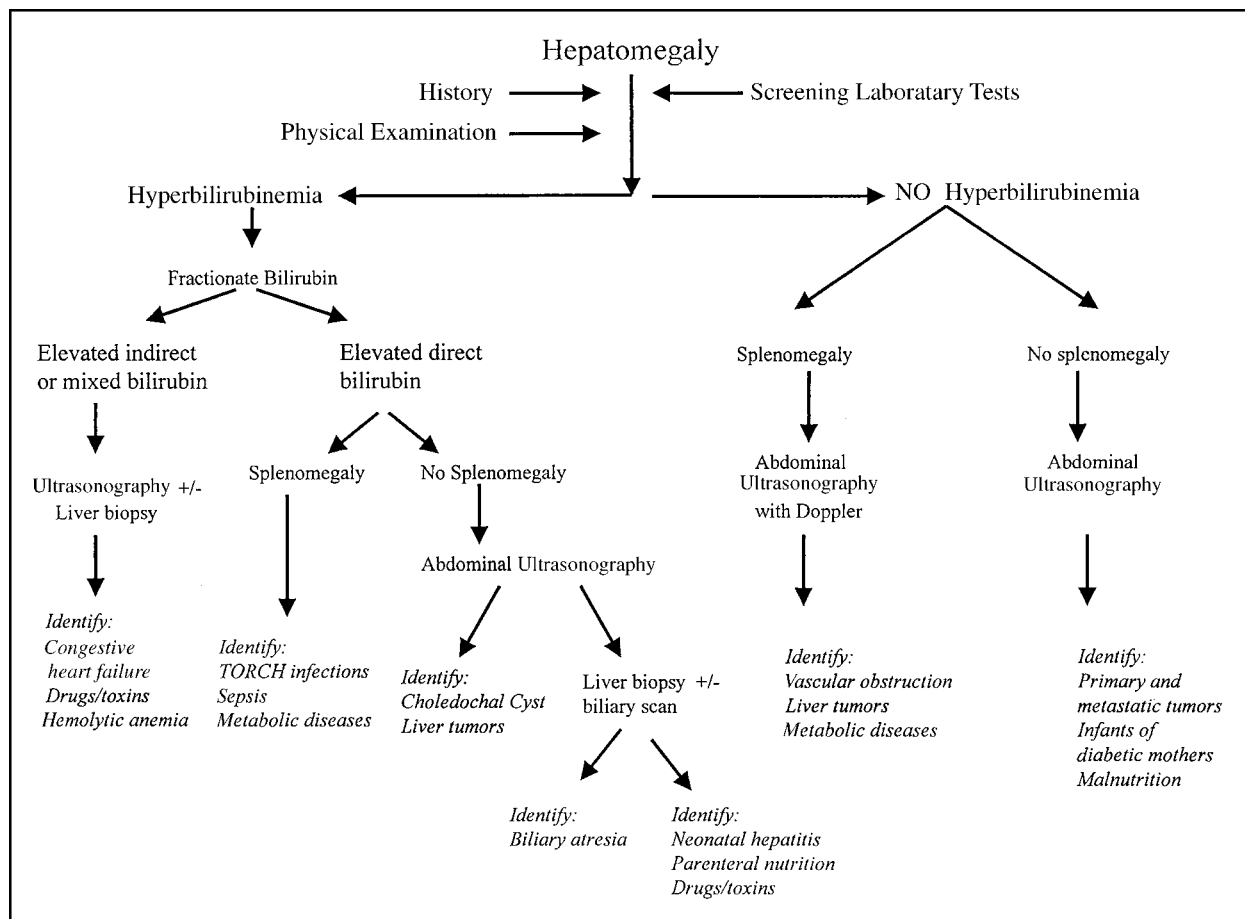 Hepatomegaly
History
Screening Laboratary Tests
Physical Examination
Hyperbilirubinemia
NO Hyperbilirubinemia
Fractionate Bilirubin
Elevated indirect
or mixed bilirubin
Elevated direct
bilirubin
Splenomegaly
No splenomegaly
Ultrasonography +/-
Liver biopsy
Splenomegaly
No Splenomegaly
Abdominal
Ultrasonography
with Doppler
Abdominal
Ultrasonography
Abdominal Ultrasonography
Identify:
Congestive
heart failure
Drugs/toxins
Hemolytic anemia
Identify:
TORCH infections
Sepsis
Metabolic diseases
Identify:
Choledochal Cyst
Liver tumors
Liver biopsy +/-
biliary scan
Identify:
Vascular obstruction
Liver tumors
Metabolic diseases
Identify:
Primary and
metastatic tumors
Infants of
diabetic mothers
Malnutrition
Identify:
Biliary atresia
Identify:
Neonatal hepatitis
Parenteral nutrition
Drugs/toxins